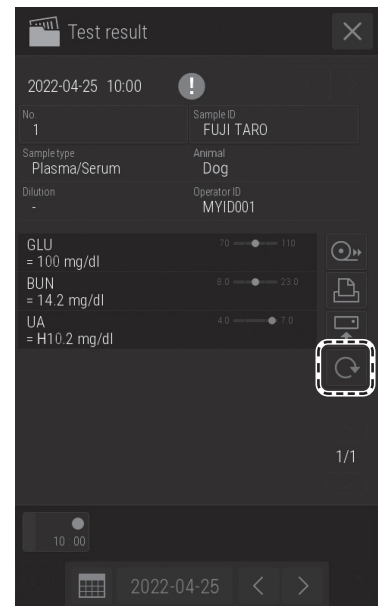 Test result
2022-04-25 10:00
No.
1
Sample ID
FUJI TARO
Sample type
Plasma/Serum
Animal
Dog
Dilution
-
Operator ID
MYID001
GLU 70 110
= 100 mg/dl
BUN 8.0 23.0
= 14.2 mg/dl
UA 4.0 7.0
= H10.2 mg/dl
1/1
10:00
2022-04-25